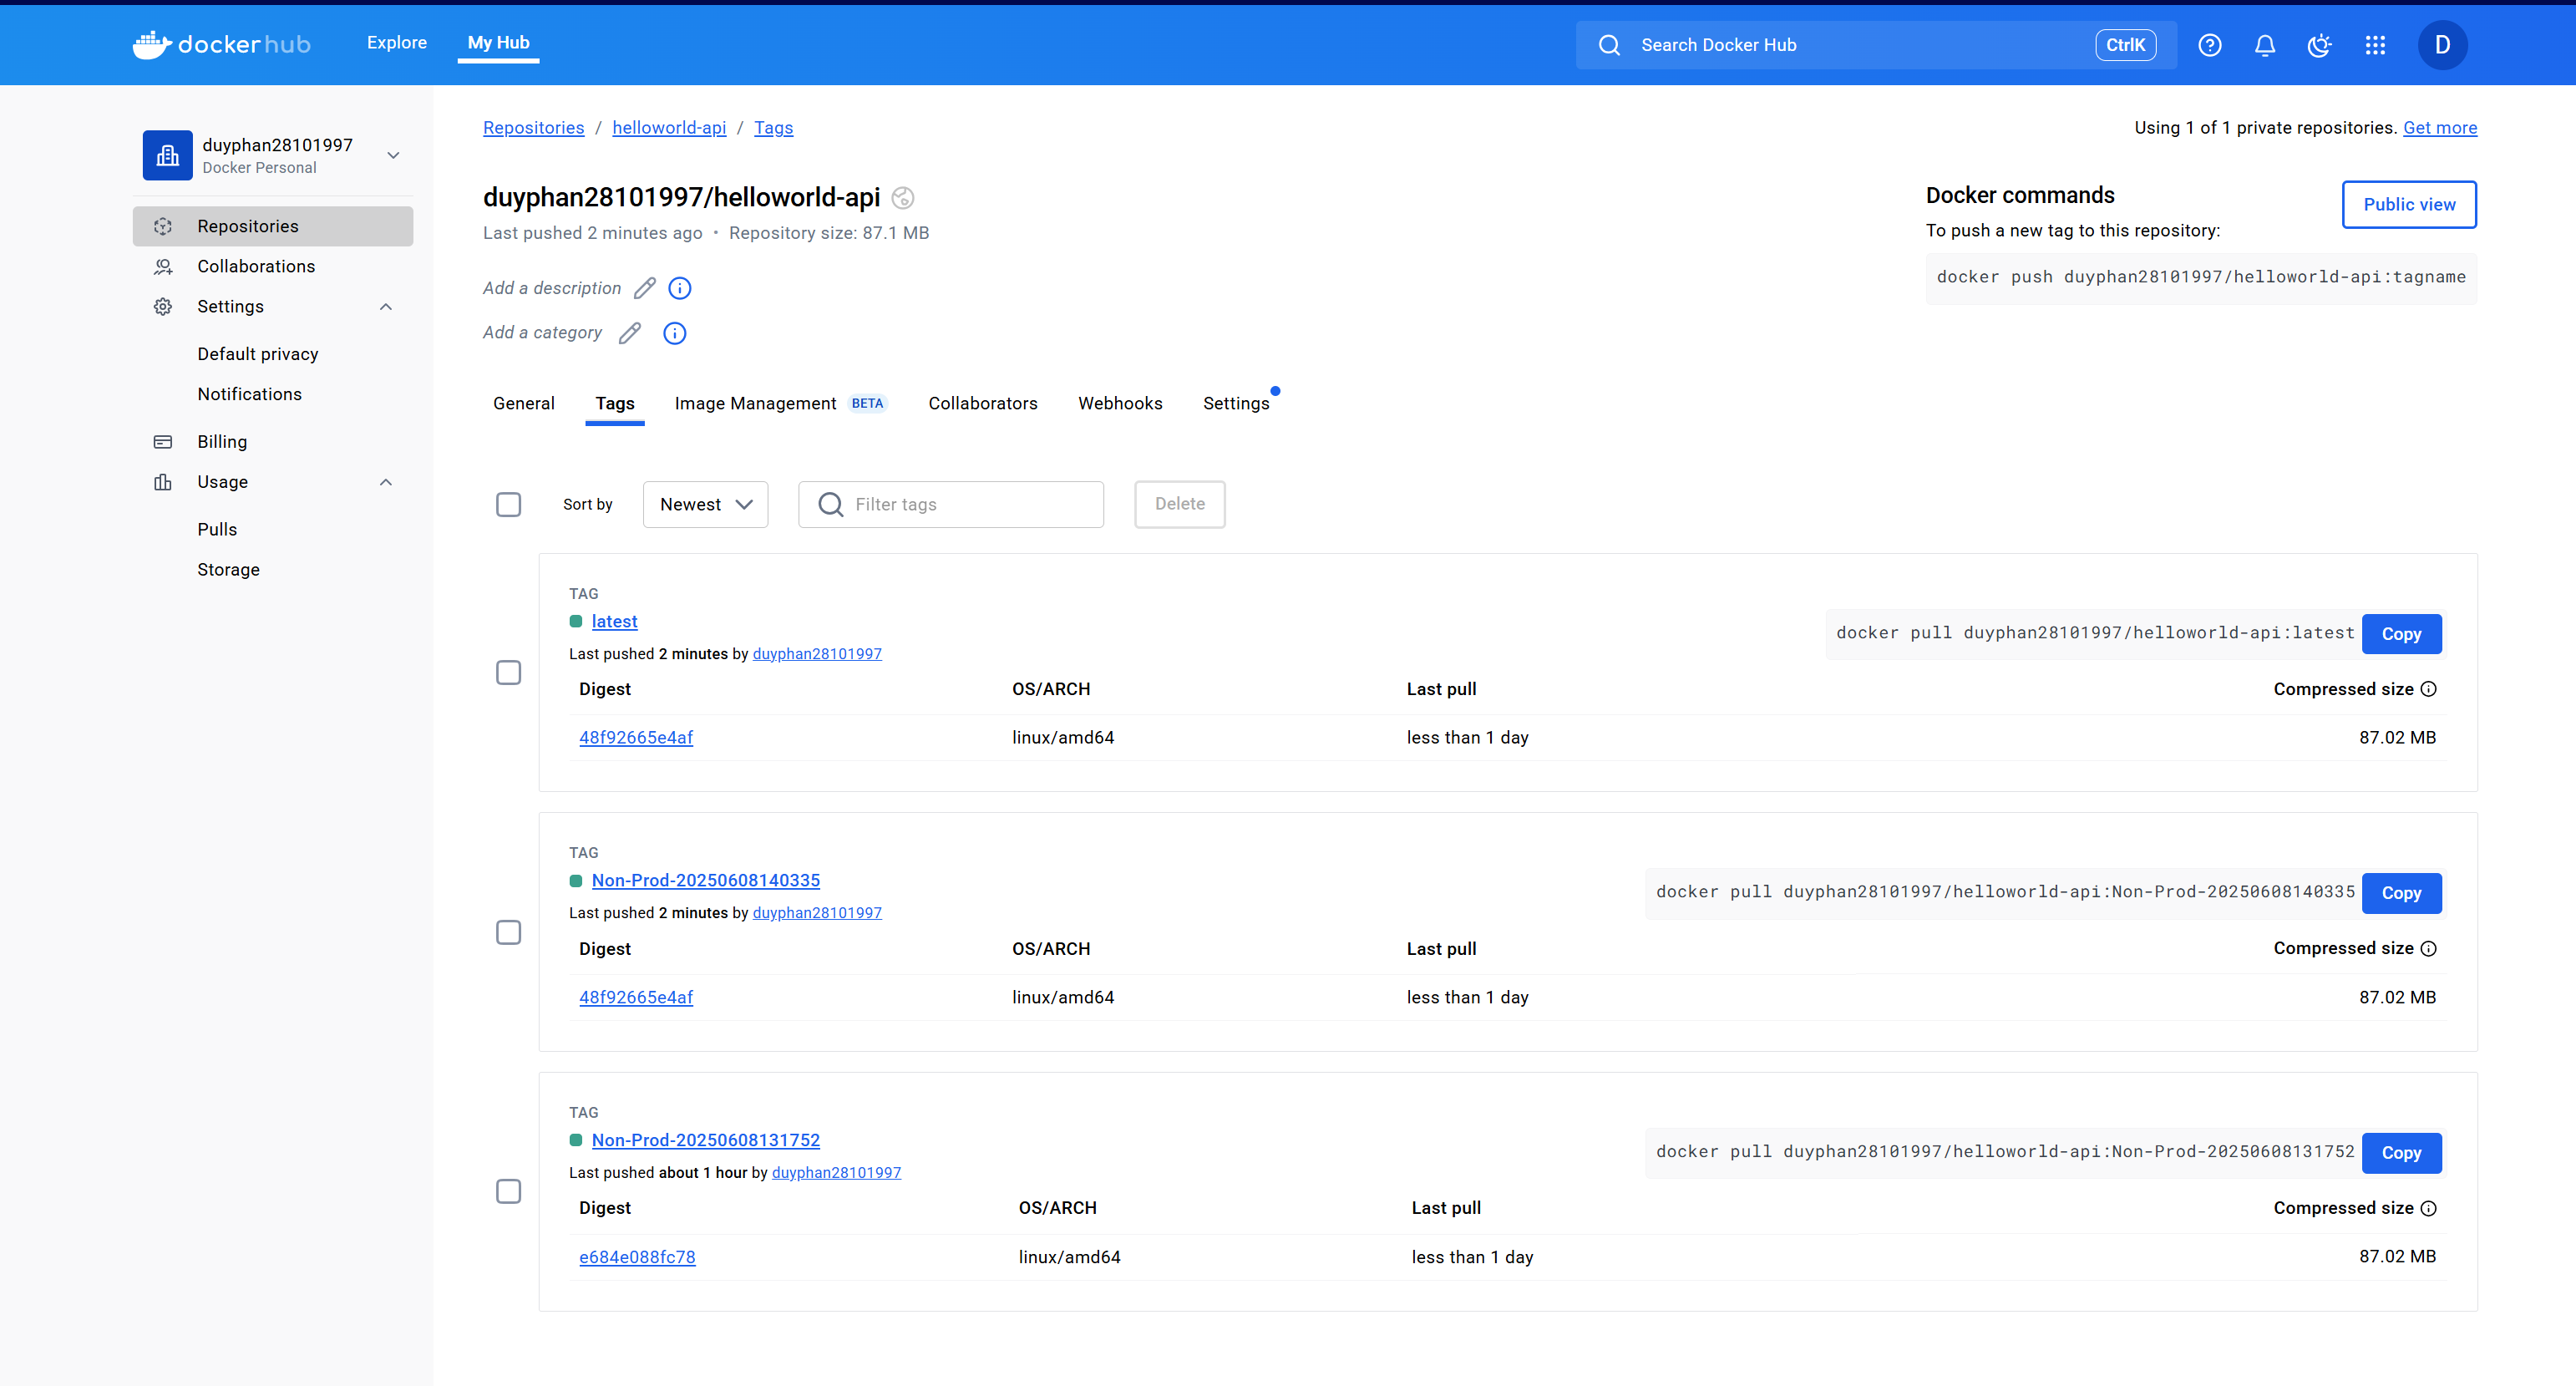 dockerhub
Explore
My Hub
Search Docker Hub
CtrlK
D
duyphan28101997
Docker Personal
Repositories
Collaborations
Settings
Default privacy
Notifications
Billing
Usage
Pulls
Storage
Repositories / helloworld-api / Tags
Using 1 of 1 private repositories. Get more
duyphan28101997/helloworld-api
Last pushed 2 minutes ago • Repository size: 87.1 MB
Add a description
Add a category
Docker commands
Public view
To push a new tag to this repository:
docker push duyphan28101997/helloworld-api:tagname
General Tags Image Management BETA Collaborators Webhooks Settings
Sort by Newest Filter tags Delete
TAG
latest
Last pushed 2 minutes by duyphan28101997
docker pull duyphan28101997/helloworld-api:latest Copy
Digest OS/ARCH Last pull Compressed size
48f92665e4af linux/amd64 less than 1 day 87.02 MB
TAG
Non-Prod-20250608140335
Last pushed 2 minutes by duyphan28101997
docker pull duyphan28101997/helloworld-api:Non-Prod-20250608140335 Copy
Digest OS/ARCH Last pull Compressed size
48f92665e4af linux/amd64 less than 1 day 87.02 MB
TAG
Non-Prod-20250608131752
Last pushed about 1 hour by duyphan28101997
docker pull duyphan28101997/helloworld-api:Non-Prod-20250608131752 Copy
Digest OS/ARCH Last pull Compressed size
e684e088fc78 linux/amd64 less than 1 day 87.02 MB